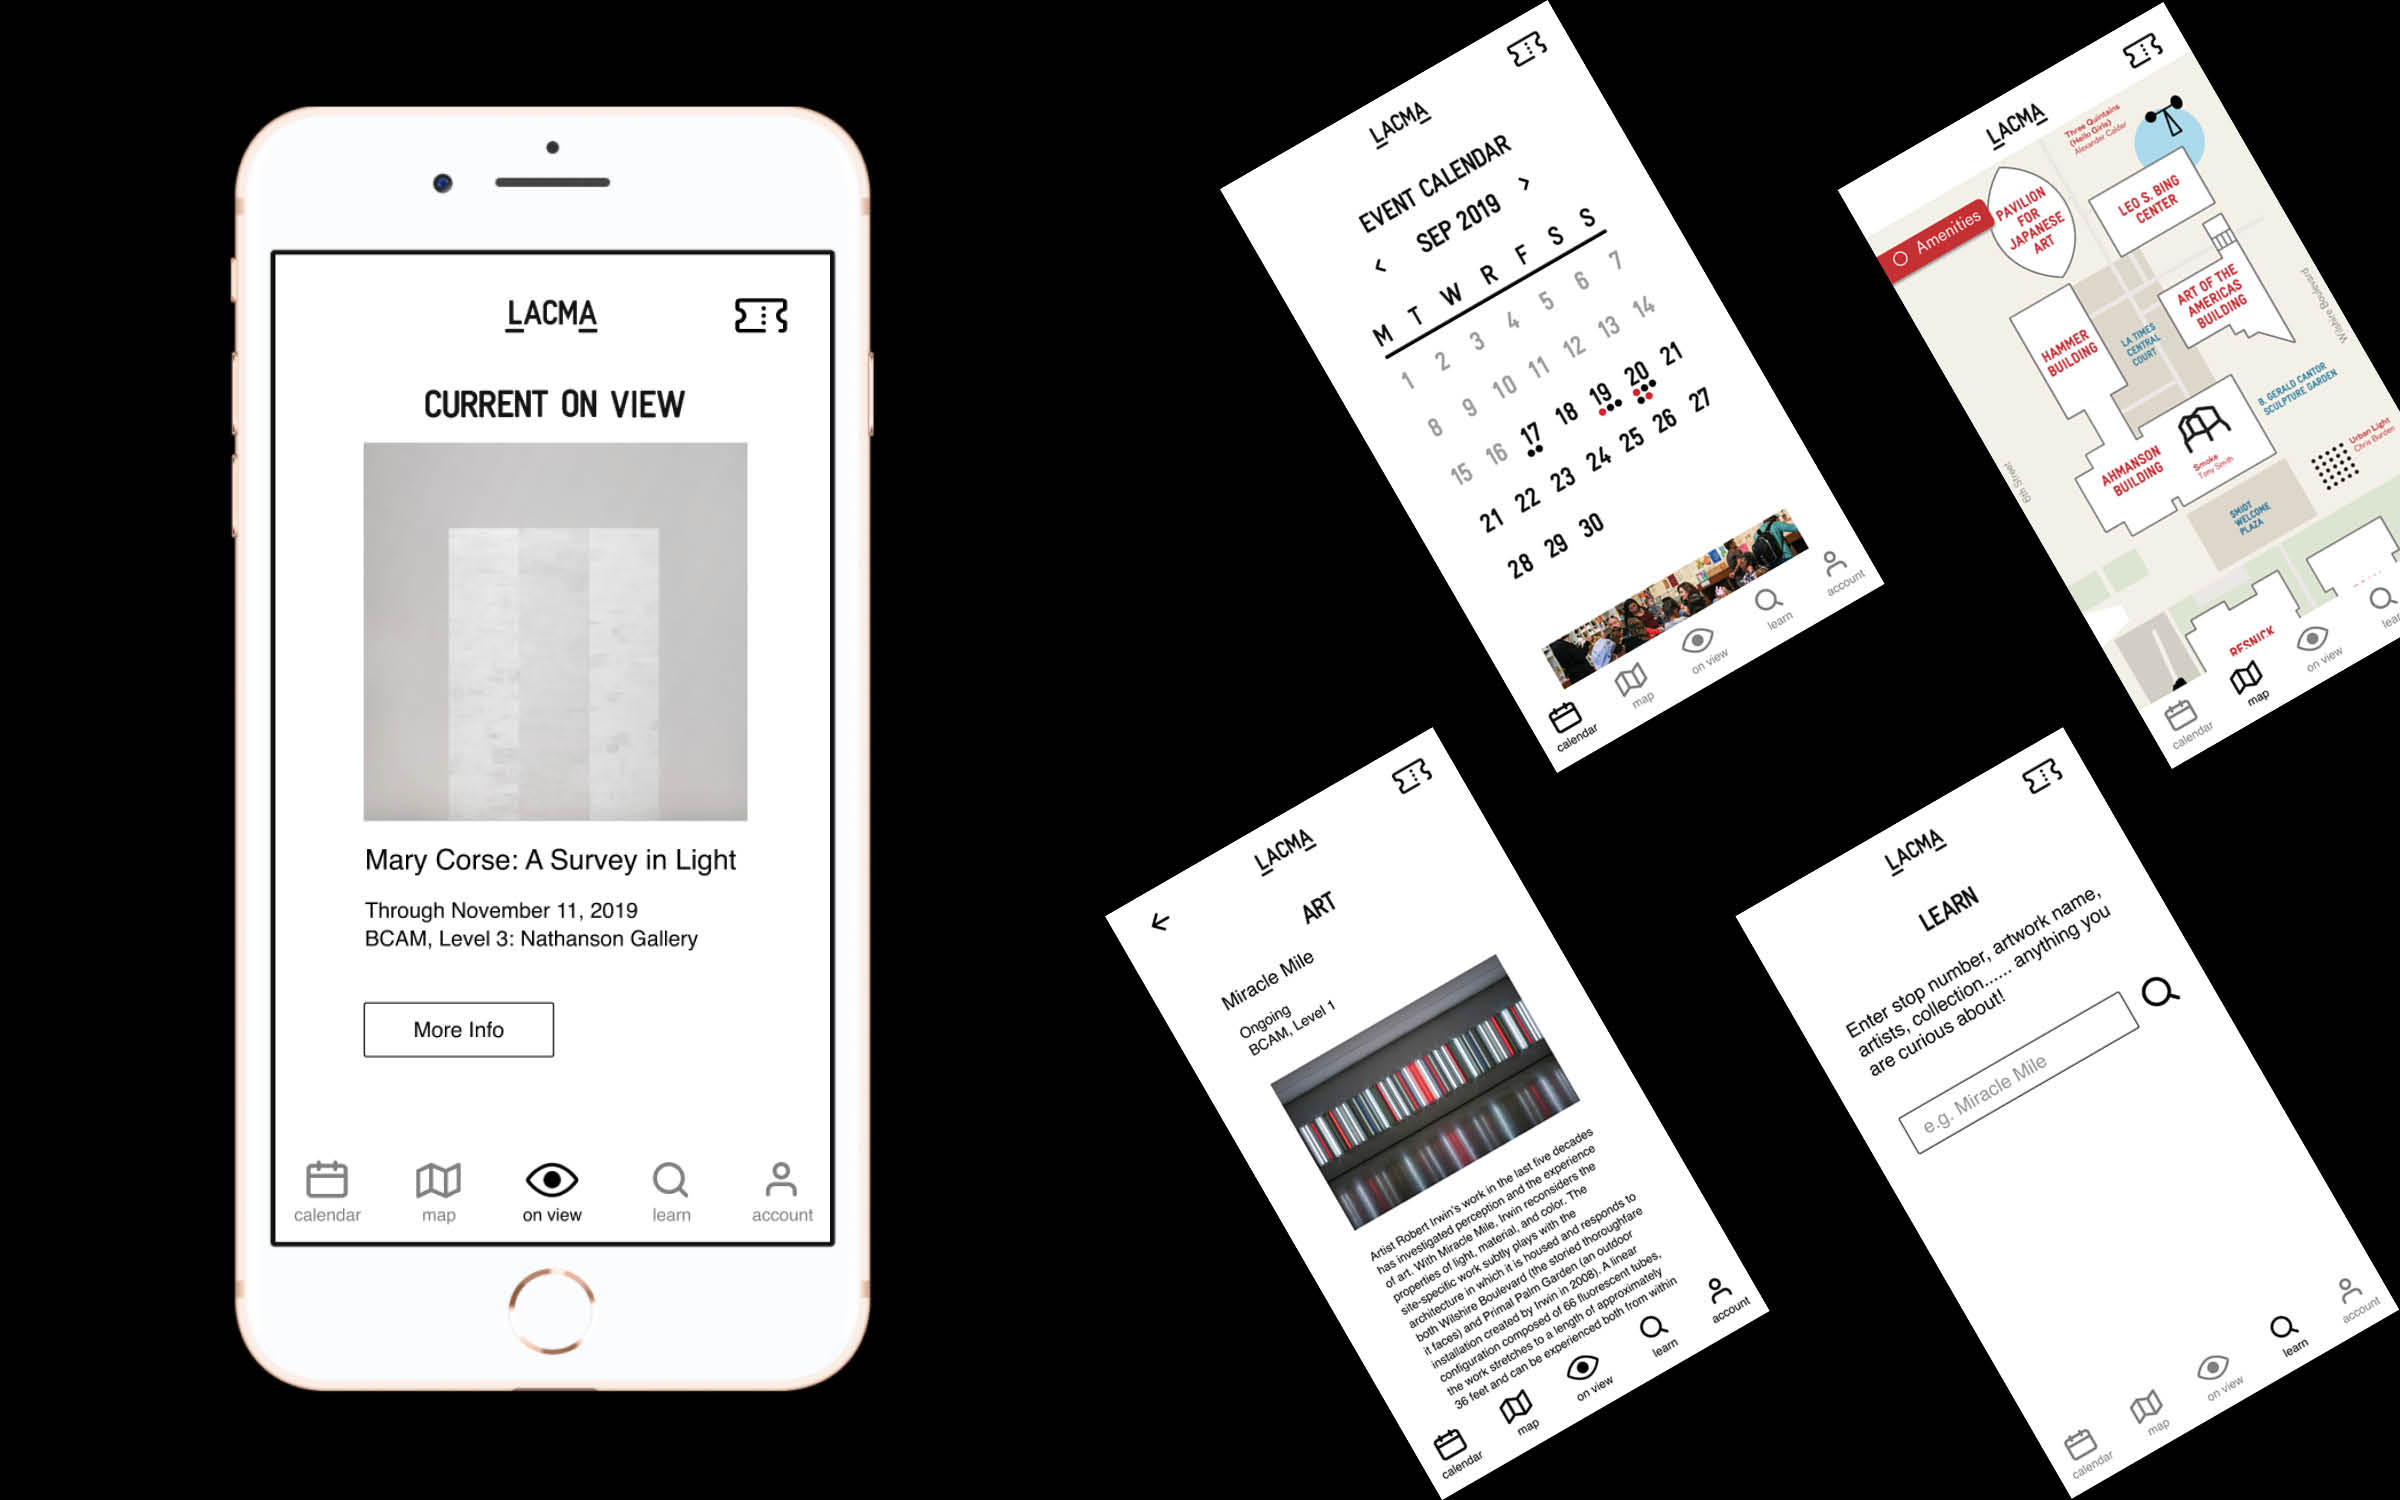 LACMA
CURRENT ON VIEW
Mary Corse: A Survey in Light
Through November 11, 2019
BCAM, Level 3: Nathanson Gallery
More Info
calendar
map
on view
learn
account
LACMA
EVENT CALENDAR
< SEP 2019 >
M T W R F S S
1 2 3 4 5 6 7
8 9 10 11 12 13 14
15 16 17 18 19 20 21
21 22 23 24 25 26 27
28 29 30
calendar
map
on view
learn
account
LACMA
Three Quintains
(Hello Girls)
Alexander Calder
Amenities
PAVILION
FOR
JAPANESE
ART
LEO S. BING
CENTER
ART OF THE
AMERICAS
BUILDING
Wilshire Boulevard
HAMMER
BUILDING
LA TIMES
CENTRAL
COURT
B. GERALD CANTOR
SCULPTURE GARDEN
Urban Light
Chris Burden
AHMANSON
BUILDING
Smoke
Tony Smith
6th Street
SMIDT
WELCOME
PLAZA
RESNICK
calendar
map
on view
lear
LACMA
ART
Miracle Mile
Ongoing
BCAM, Level 1
Artist Robert Irwin's work in the last five decades
has investigated perception and the experience
of art. With Miracle Mile, Irwin reconsiders the
properties of light, material, and color. The
site-specific work subtly plays with the
architecture in which it is housed and responds to
both Wilshire Boulevard (the storied thoroughfare
it faces) and Primal Palm Garden (an outdoor
installation created by Irwin in 2008). A linear
configuration composed of 66 fluorescent tubes,
the work stretches to a length of approximately
36 feet and can be experienced both from within
calendar
map
on view
learn
account
LACMA
LEARN
Enter stop number, artwork name,
artists, collection...... anything you
are curious about!
e.g. Miracle Mile
calendar
map
on view
learn
account